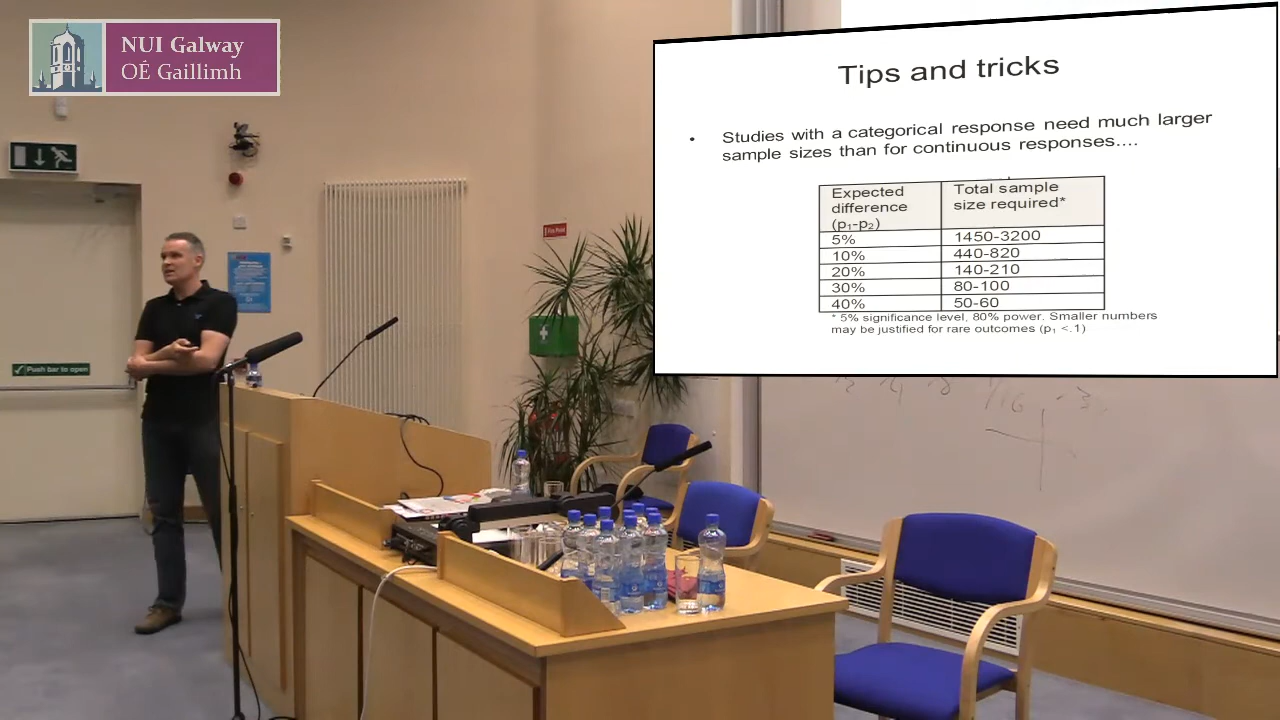 NUI Galway
OÉ Gaillimh
Tips and tricks
• Studies with a categorical response need much larger
sample sizes than for continuous responses....
Expected difference (p₁-p₂) Total sample size required*
5% 1450-3200
10% 440-820
20% 140-210
30% 80-100
40% 50-60
* 5% significance level, 80% power. Smaller numbers
may be justified for rare outcomes (p₁ <.1)
Fire Point
Push bar to open